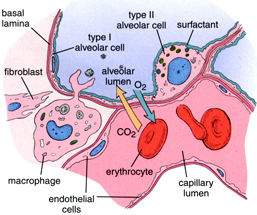 basal
lamina
type I
alveolar cell
type II
alveolar cell
surfactant
fibroblast
alveolar
lumen
O2
CO2
erythrocyte
macrophage
endothelial
cells
capillary
lumen